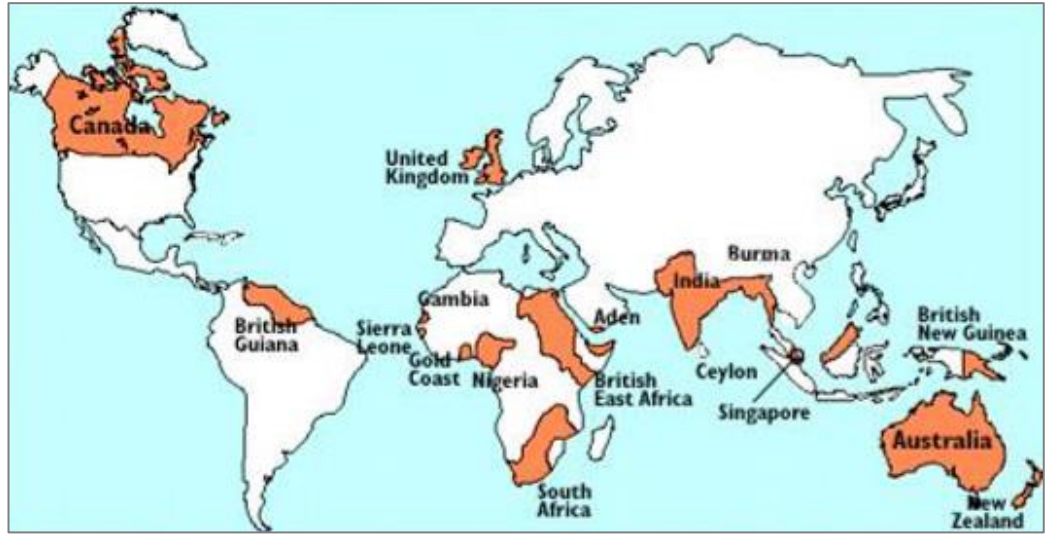 Canada
United
Kingdom
Burma
India
Gambia
Aden
British
New Guinea
British
Guiana
Sierra
Leone
Gold
Coast
Nigeria
British
East Africa
Ceylon
Singapore
Australia
South
Africa
New
Zealand